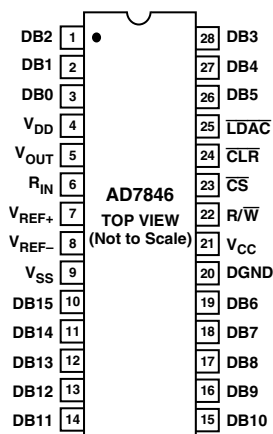 DB2 1 28 DB3
DB1 2 27 DB4
DB0 3 26 DB5
VDD 4 25 L̅D̅A̅C̅
VOUT 5 24 C̅L̅R̅
RIN 6 23 C̅S̅
VREF+ 7 22 R/W̅
VREF– 8 21 VCC
VSS 9 20 DGND
DB15 10 19 DB6
DB14 11 18 DB7
DB13 12 17 DB8
DB12 13 16 DB9
DB11 14 15 DB10
AD7846
TOP VIEW
(Not to Scale)